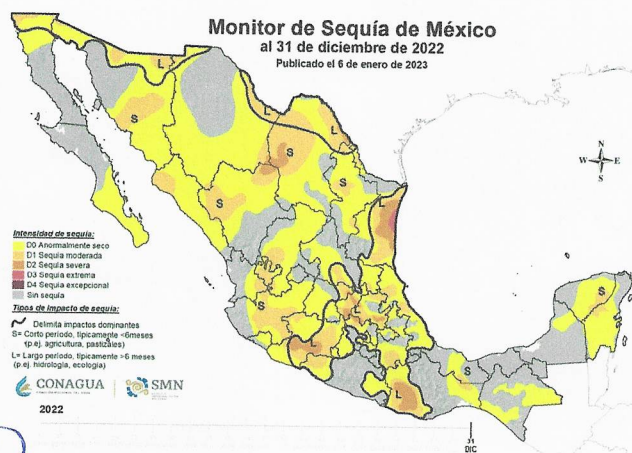 Monitor de Sequía de México
al 31 de diciembre de 2022
Publicado el 6 de enero de 2023
L
L
L
S
S
S
S
L
N
W E
S
Intensidad de sequía:
D0 Anormalmente seco
D1 Sequía moderada
D2 Sequía severa
D3 Sequía extrema
D4 Sequía excepcional
Sin sequía
Tipos de impacto de sequía:
Delimita impactos dominantes
S= Corto período, típicamente <6meses
(p.ej. agricultura, pastizales)
L= Largo período, típicamente >6 meses
(p.ej. hidrología, ecología)
S
S
L
S
L
CONAGUA
SMN
2022
31
DIC